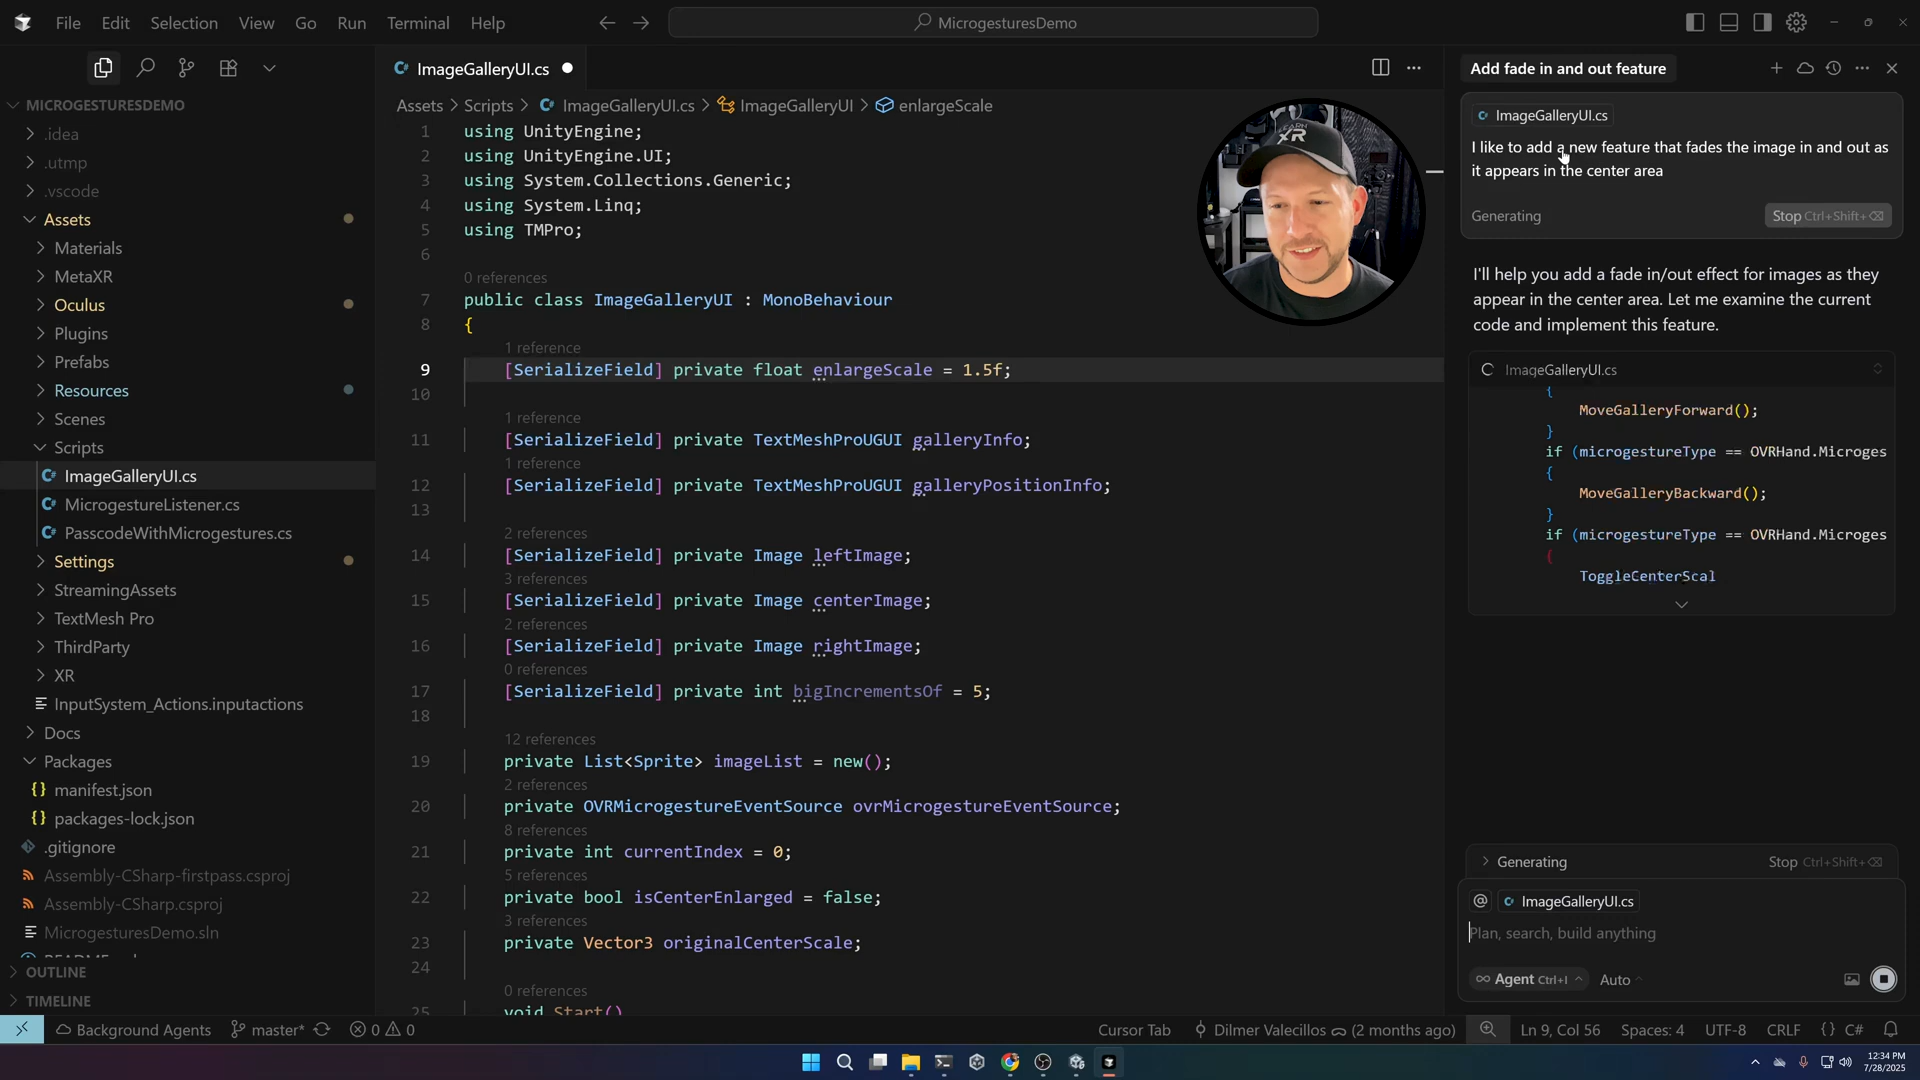 File Edit Selection View Go Run Terminal Help
MicrogesturesDemo
MICROGESTURESDEMO
.idea
.utmp
.vscode
Assets
Materials
MetaXR
Oculus
Plugins
Prefabs
Resources
Scenes
Scripts
ImageGalleryUI.cs
MicrogestureListener.cs
PasscodeWithMicrogestures.cs
Settings
StreamingAssets
TextMesh Pro
ThirdParty
XR
InputSystem_Actions.inputactions
Docs
Packages
manifest.json
packages-lock.json
.gitignore
Assembly-CSharp-firstpass.csproj
Assembly-CSharp.csproj
MicrogesturesDemo.sln
OUTLINE
TIMELINE
ImageGalleryUI.cs
Assets > Scripts > ImageGalleryUI.cs > ImageGalleryUI > enlargeScale
1 using UnityEngine;
2 using UnityEngine.UI;
3 using System.Collections.Generic;
4 using System.Linq;
5 using TMPro;
6
0 references
7 public class ImageGalleryUI : MonoBehaviour
8 {
1 reference
9 [SerializeField] private float enlargeScale = 1.5f;
10
1 reference
11 [SerializeField] private TextMeshProUGUI galleryInfo;
1 reference
12 [SerializeField] private TextMeshProUGUI galleryPositionInfo;
13
2 references
14 [SerializeField] private Image leftImage;
3 references
15 [SerializeField] private Image centerImage;
2 references
16 [SerializeField] private Image rightImage;
0 references
17 [SerializeField] private int bigIncrementsOf = 5;
18
12 references
19 private List<Sprite> imageList = new();
2 references
20 private OVRMicrogestureEventSource ovrMicrogestureEventSource;
8 references
21 private int currentIndex = 0;
5 references
22 private bool isCenterEnlarged = false;
3 references
23 private Vector3 originalCenterScale;
24
0 references
25 void Start()
XR
Add fade in and out feature
ImageGalleryUI.cs
I like to add a new feature that fades the image in and out as
it appears in the center area
Generating
Stop Ctrl+Shift+⌫
I'll help you add a fade in/out effect for images as they
appear in the center area. Let me examine the current
code and implement this feature.
ImageGalleryUI.cs
{
MoveGalleryForward();
}
if (microgestureType == OVRHand.Microges
{
MoveGalleryBackward();
}
if (microgestureType == OVRHand.Microges
{
ToggleCenterScal
Generating
Stop Ctrl+Shift+⌫
@ ImageGalleryUI.cs
Plan, search, build anything
∞ Agent Ctrl+I Auto
Background Agents master* 0 0
Cursor Tab Dilmer Valecillos (2 months ago) Ln 9, Col 56 Spaces: 4 UTF-8 CRLF {} C#
12:34 PM
7/28/2025